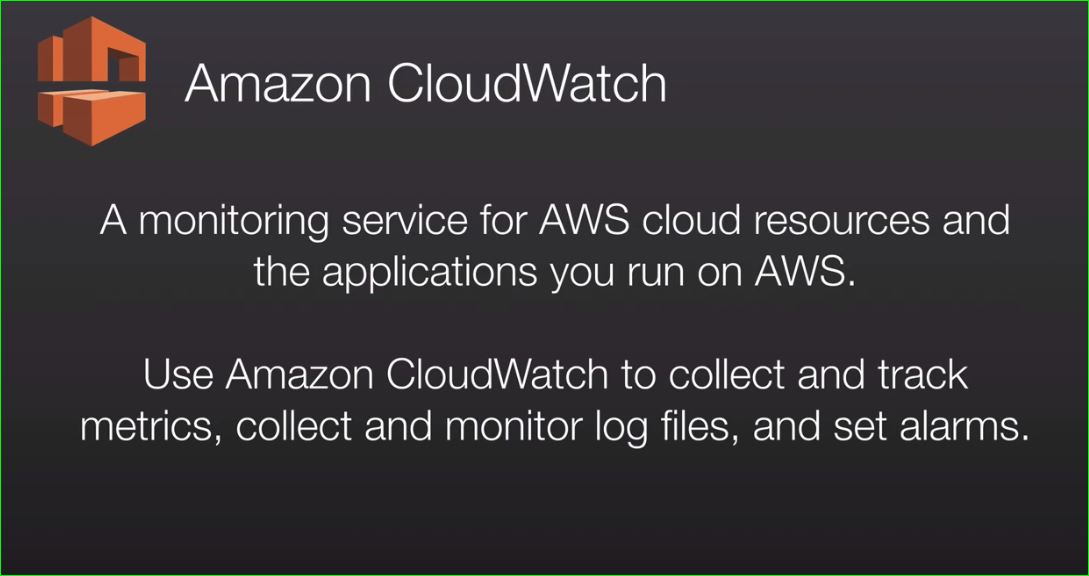 Amazon CloudWatch
A monitoring service for AWS cloud resources and
the applications you run on AWS.
Use Amazon CloudWatch to collect and track
metrics, collect and monitor log files, and set alarms.